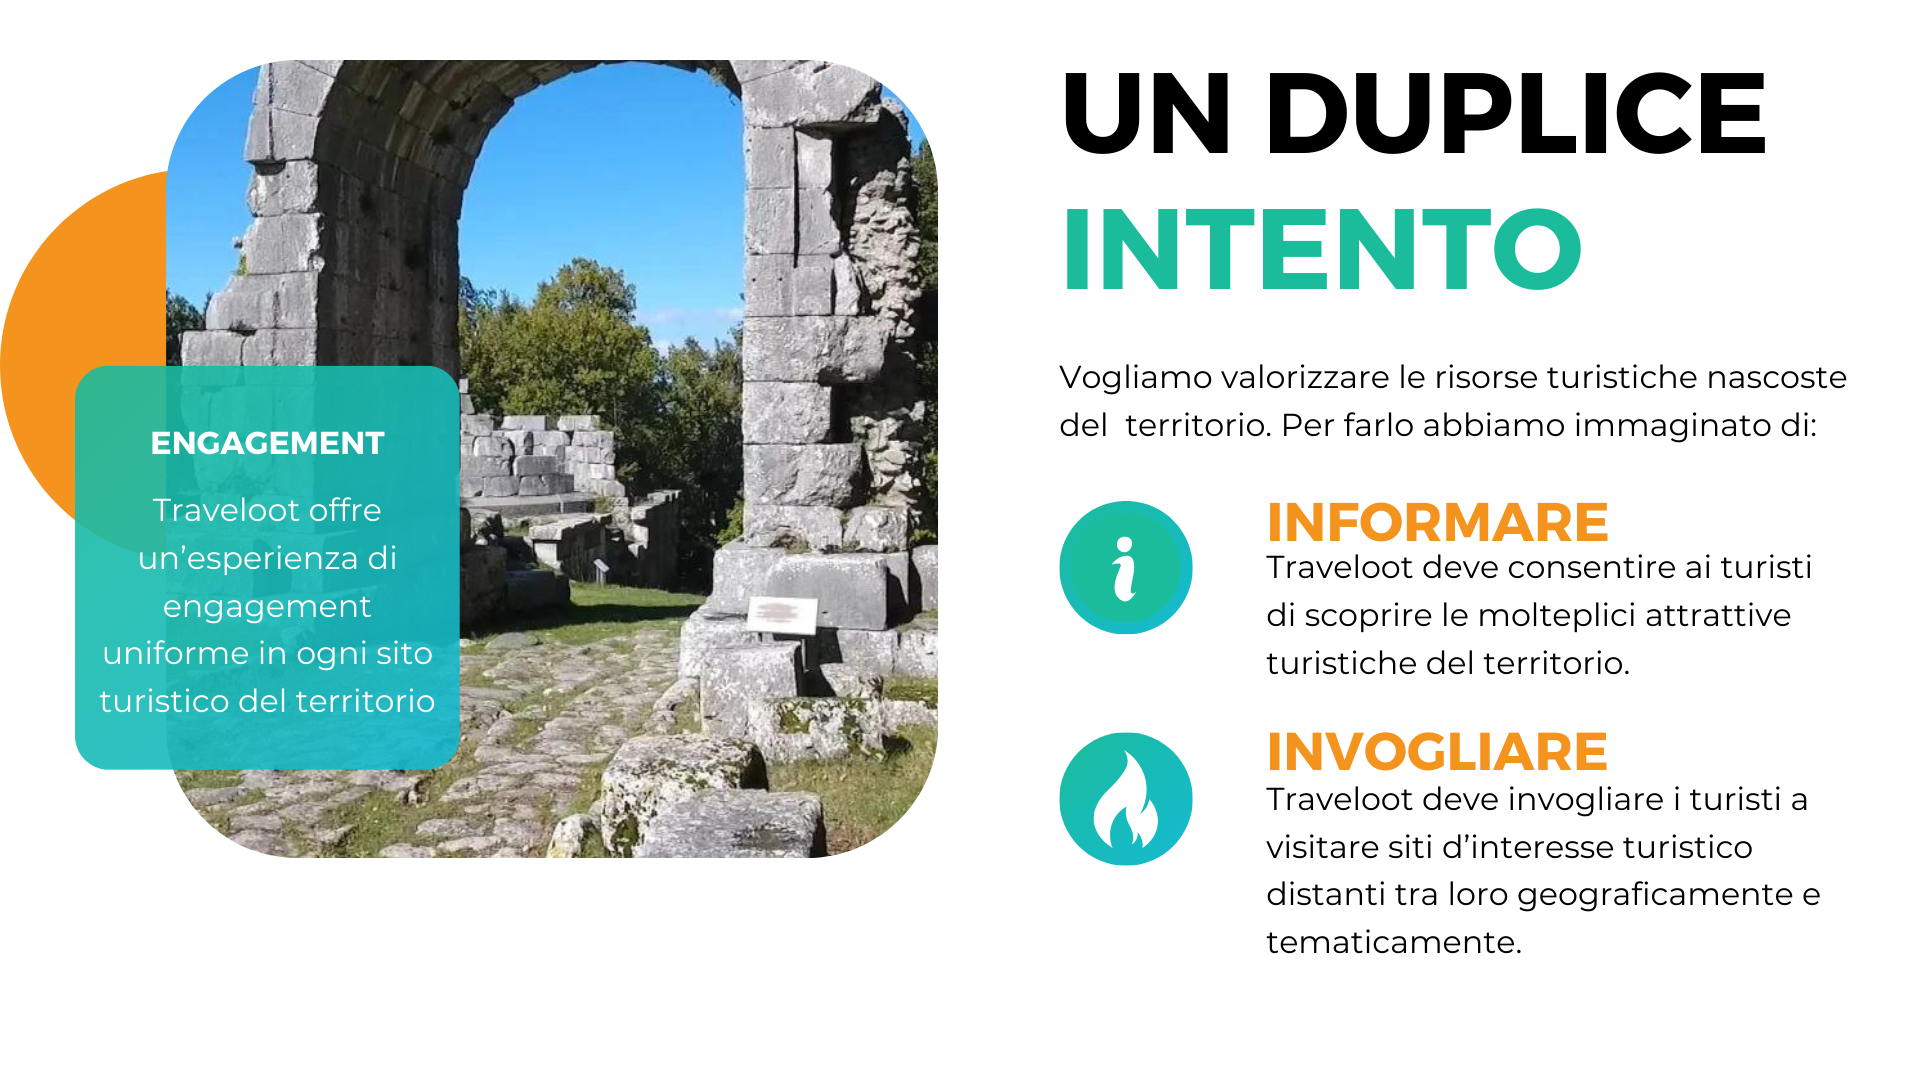 UN DUPLICE
INTENTO
Vogliamo valorizzare le risorse turistiche nascoste
del  territorio. Per farlo abbiamo immaginato di:
INFORMARE
Traveloot deve consentire ai turisti
di scoprire le molteplici attrattive
turistiche del territorio.
INVOGLIARE
Traveloot deve invogliare i turisti a
visitare siti d’interesse turistico
distanti tra loro geograficamente e
tematicamente.
ENGAGEMENT
Traveloot offre
un’esperienza di
engagement
uniforme in ogni sito
turistico del territorio